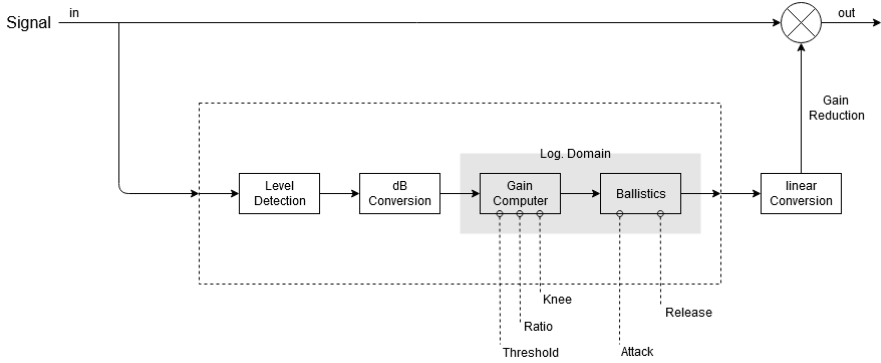 Signal
in
out
Gain
Reduction
Log. Domain
Level
Detection
dB
Conversion
Gain
Computer
Ballistics
linear
Conversion
Knee
Release
Ratio
Threshold
Attack